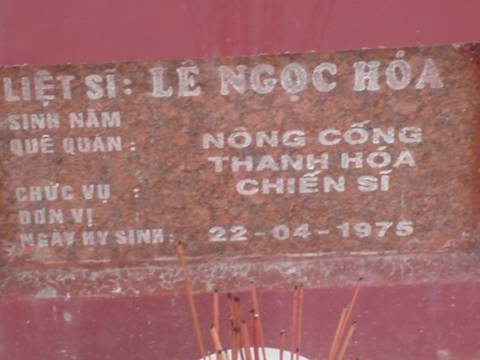 LIỆT SĨ: LÊ NGỌC HÓA
SINH NĂM
QUÊ QUÁN: NÔNG CỐNG
THANH HÓA
CHỨC VỤ : CHIẾN SĨ
ĐƠN VỊ :
NGÀY HY SINH: 22-04-1975